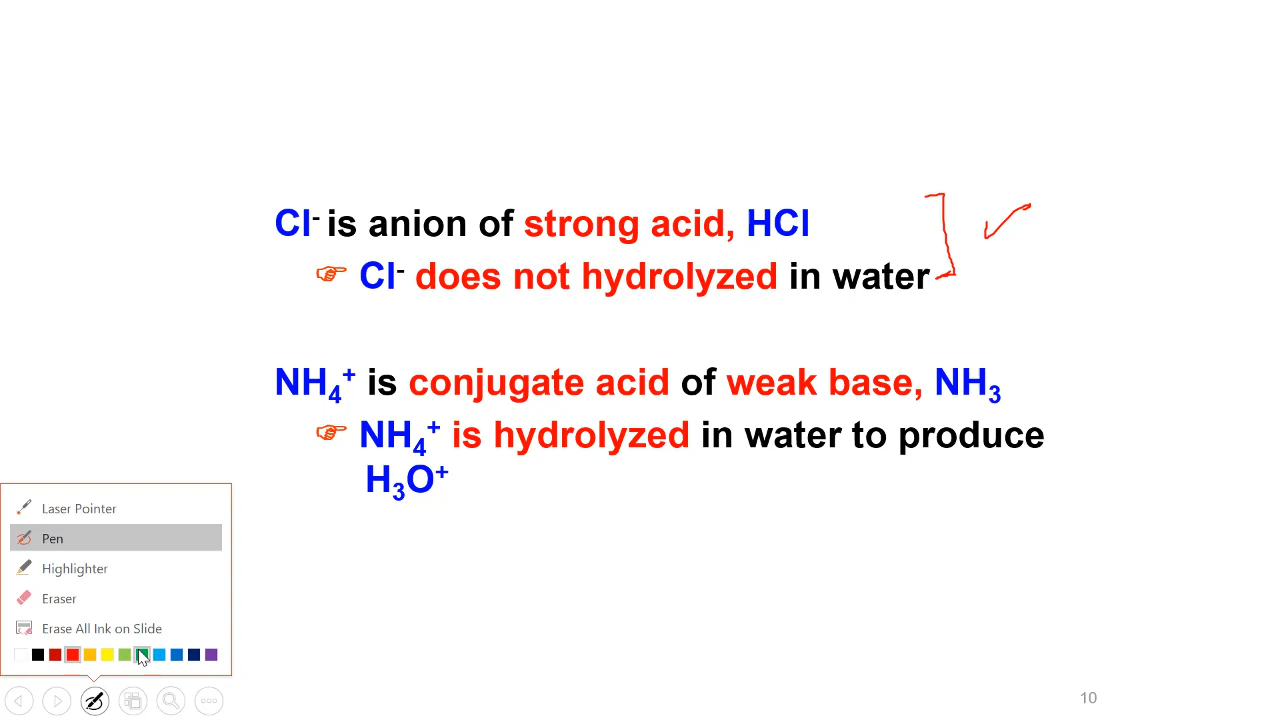 Cl⁻ is anion of strong acid, HCl
☞ Cl⁻ does not hydrolyzed in water
NH₄⁺ is conjugate acid of weak base, NH₃
☞ NH₄⁺ is hydrolyzed in water to produce
H₃O⁺
Laser Pointer
Pen
Highlighter
Eraser
Erase All Ink on Slide
10